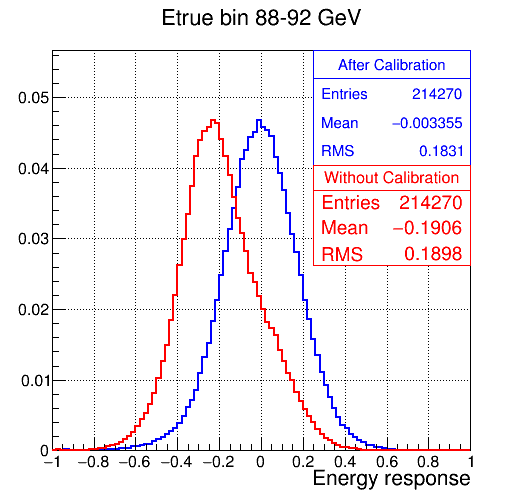 Etrue bin 88-92 GeV
After Calibration
Entries 214270
Mean −0.003355
RMS 0.1831
Without Calibration
Entries 214270
Mean −0.1906
RMS 0.1898
0.05
0.04
0.03
0.02
0.01
0
−1 −0.8 −0.6 −0.4 −0.2 0 0.2 0.4 0.6 0.8 1
Energy response